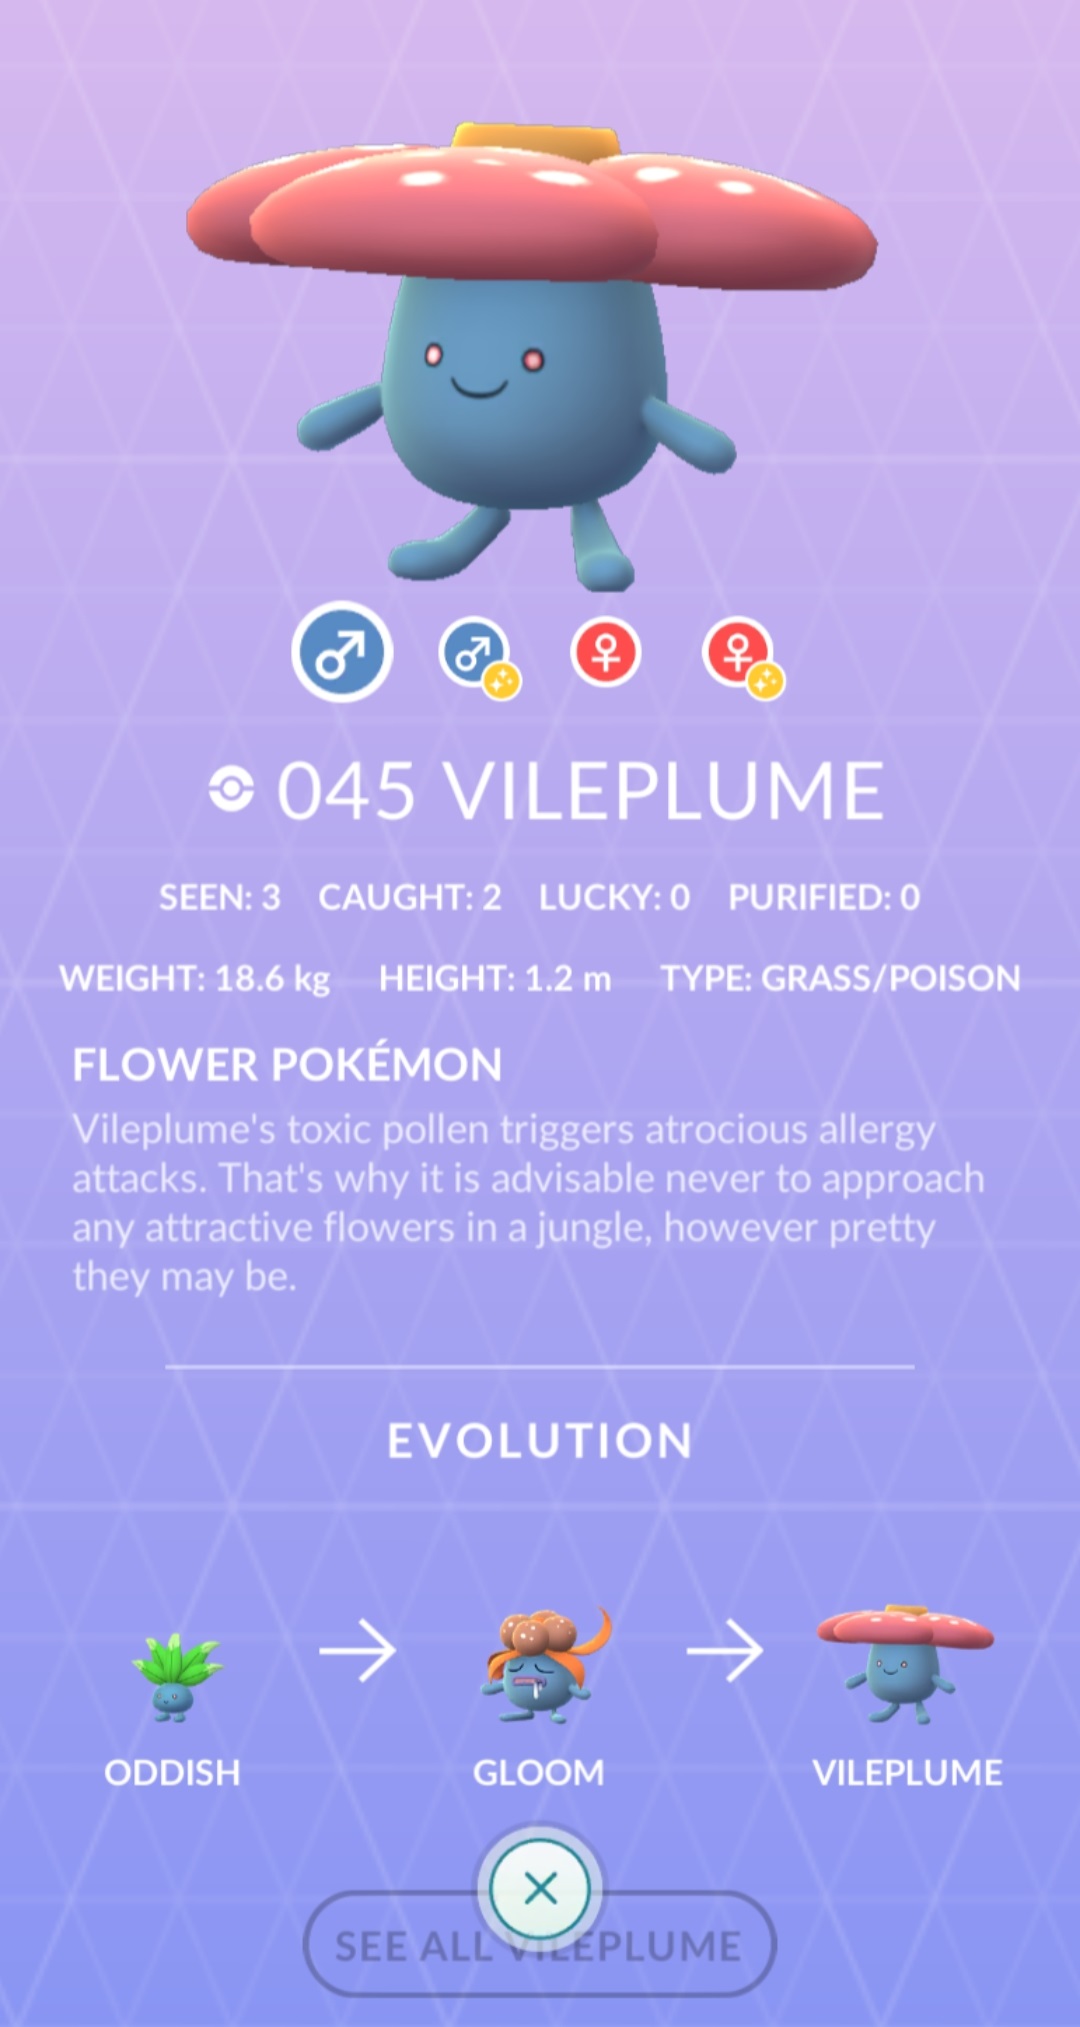 045 VILEPLUME
SEEN: 3 CAUGHT: 2 LUCKY: 0 PURIFIED: 0
WEIGHT: 18.6 kg HEIGHT: 1.2 m TYPE: GRASS/POISON
FLOWER POKÉMON
Vileplume's toxic pollen triggers atrocious allergy
attacks. That's why it is advisable never to approach
any attractive flowers in a jungle, however pretty
they may be.
EVOLUTION
ODDISH GLOOM VILEPLUME
SEE ALL VILEPLUME